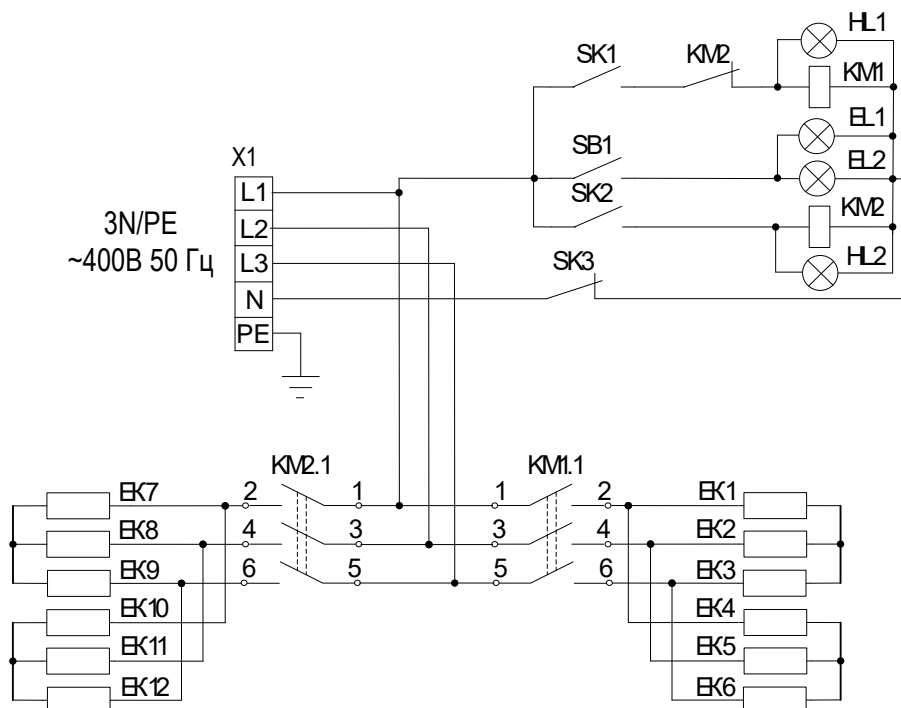 HL1
SK1 KM2 KM1
EL1
X1 SB1 EL2
L1 SK2 KM2
3N/PE L2
~400В 50 Гц L3 SK3 HL2
N
PE
KM2.1 KM1.1
EK7 2 1 1 2 EK1
EK8 4 3 3 4 EK2
EK9 6 5 5 6 EK3
EK10 EK4
EK11 EK5
EK12 EK6